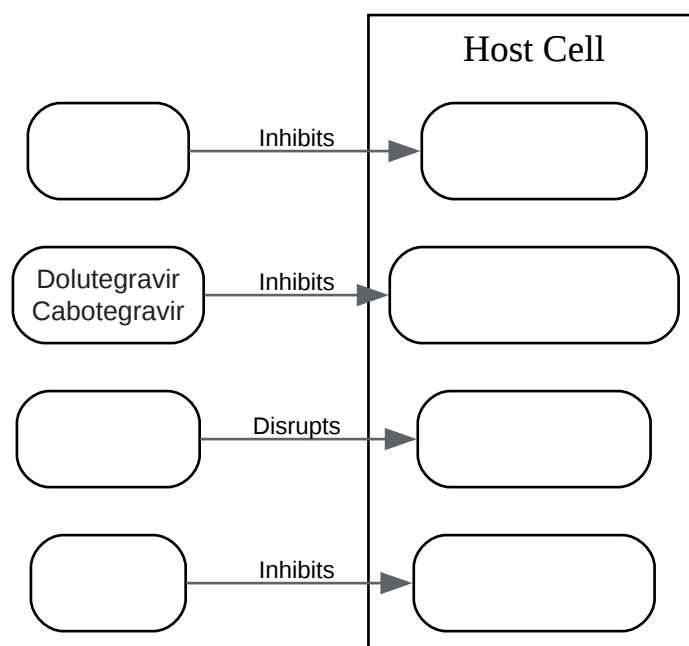 Host Cell
Inhibits
Dolutegravir
Cabotegravir
Inhibits
Disrupts
Inhibits